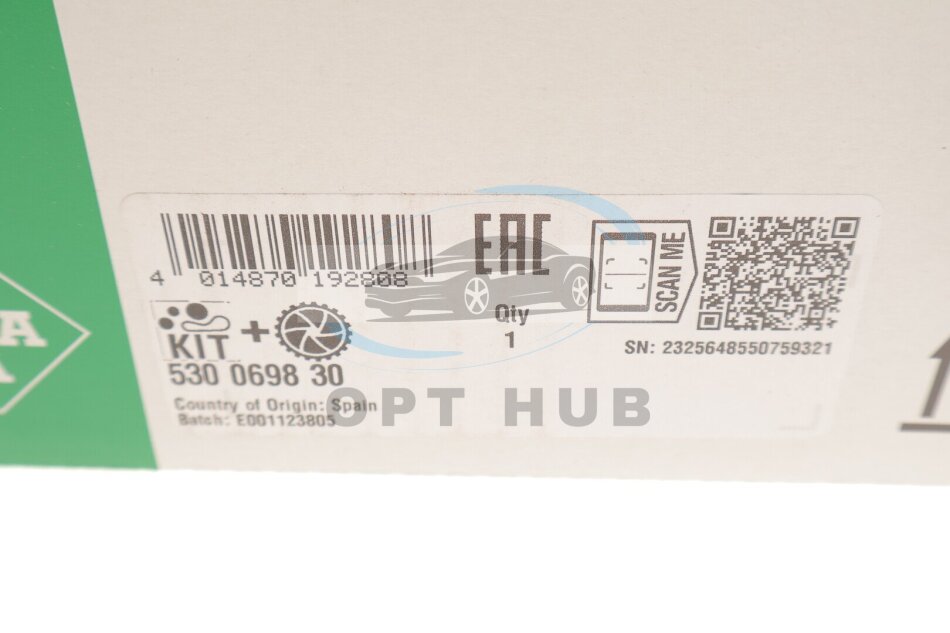 4 014870 192808
EAC
SCAN ME
KIT +
Qty
1
SN: 2325648550759321
530 0698 30
Country of Origin: Spain
Batch: E001123805
OPT HUB
A
A